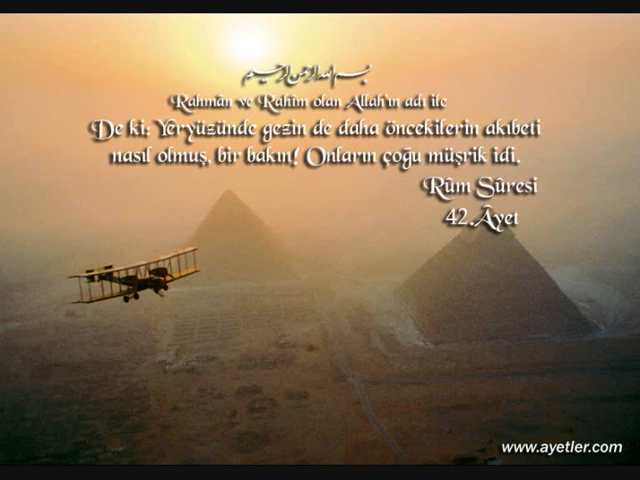 بسم الله الرحمن الرحيم
Rahmân ve Rahîm olan Allah'ın adı ile
De ki: Yeryüzünde gezin de daha öncekilerin akıbeti
nasıl olmuş, bir bakın! Onların çoğu müşrik idi.
Rûm Sûresi
42.Âyet
www.ayetler.com